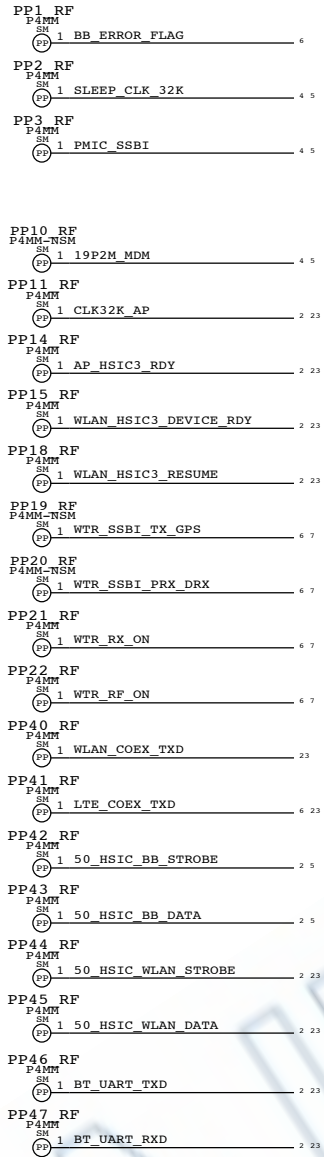 PP1_RF
P4MM
SM
PP 1 BB_ERROR_FLAG 6
PP2_RF
P4MM
SM
PP 1 SLEEP_CLK_32K 4 5
PP3_RF
P4MM
SM
PP 1 PMIC_SSBI 4 5
PP10_RF
P4MM-NSM
SM
PP 1 19P2M_MDM 4 5
PP11_RF
P4MM
SM
PP 1 CLK32K_AP 2 23
PP14_RF
P4MM
SM
PP 1 AP_HSIC3_RDY 2 23
PP15_RF
P4MM
SM
PP 1 WLAN_HSIC3_DEVICE_RDY 2 23
PP18_RF
P4MM
SM
PP 1 WLAN_HSIC3_RESUME 2 23
PP19_RF
P4MM-NSM
SM
PP 1 WTR_SSBI_TX_GPS 6 7
PP20_RF
P4MM-NSM
SM
PP 1 WTR_SSBI_PRX_DRX 6 7
PP21_RF
P4MM
SM
PP 1 WTR_RX_ON 6 7
PP22_RF
P4MM
SM
PP 1 WTR_RF_ON 6 7
PP40_RF
P4MM
SM
PP 1 WLAN_COEX_TXD 23
PP41_RF
P4MM
SM
PP 1 LTE_COEX_TXD 6 23
PP42_RF
P4MM
SM
PP 1 50_HSIC_BB_STROBE 2 5
PP43_RF
P4MM
SM
PP 1 50_HSIC_BB_DATA 2 5
PP44_RF
P4MM
SM
PP 1 50_HSIC_WLAN_STROBE 2 23
PP45_RF
P4MM
SM
PP 1 50_HSIC_WLAN_DATA 2 23
PP46_RF
P4MM
SM
PP 1 BT_UART_TXD 2 23
PP47_RF
P4MM
SM
PP 1 BT_UART_RXD 2 23